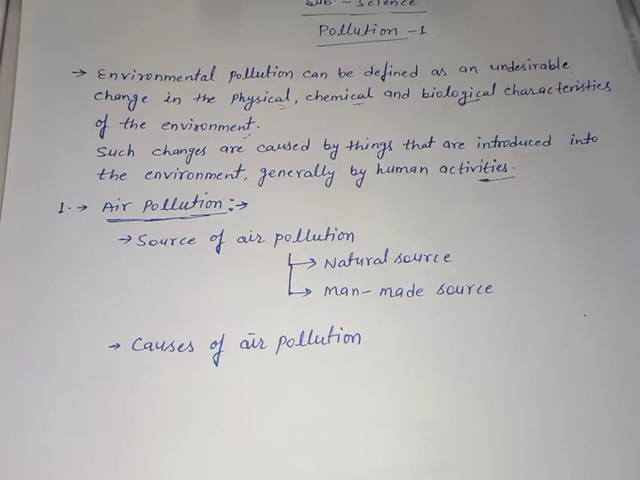 Sub - Science
Pollution - 1
→ Environmental pollution can be defined as an undesirable
change in the physical, chemical and biological characteristics
of the environment.
Such changes are caused by things that are introduced into
the environment, generally by human activities.
1. → Air Pollution :→
→ Source of air pollution
→ Natural source
→ Man-made source
→ Causes of air pollution